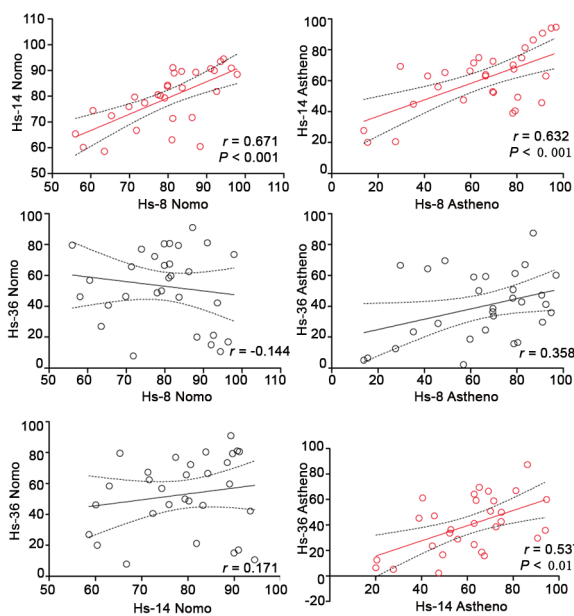 Hs-14 Nomo
110
100
90
80
70
60
50
r = 0.671
P < 0.001
50 60 70 80 90 100 110
Hs-8 Nomo
Hs-14 Astheno
100
80
60
40
20
0
r = 0.632
P < 0.001
0 20 40 60 80 100
Hs-8 Astheno
Hs-36 Nomo
100
80
60
40
20
0
r = -0.144
50 60 70 80 90 100 110
Hs-8 Nomo
Hs-36 Astheno
100
80
60
40
20
0
r = 0.358
0 20 40 60 80 100
Hs-8 Astheno
Hs-36 Nomo
100
80
60
40
20
0
r = 0.171
50 60 70 80 90 100
Hs-14 Nomo
Hs-36 Astheno
100
80
60
40
20
0
-20
r = 0.537
P < 0.01
0 20 40 60 80 100
Hs-14 Astheno